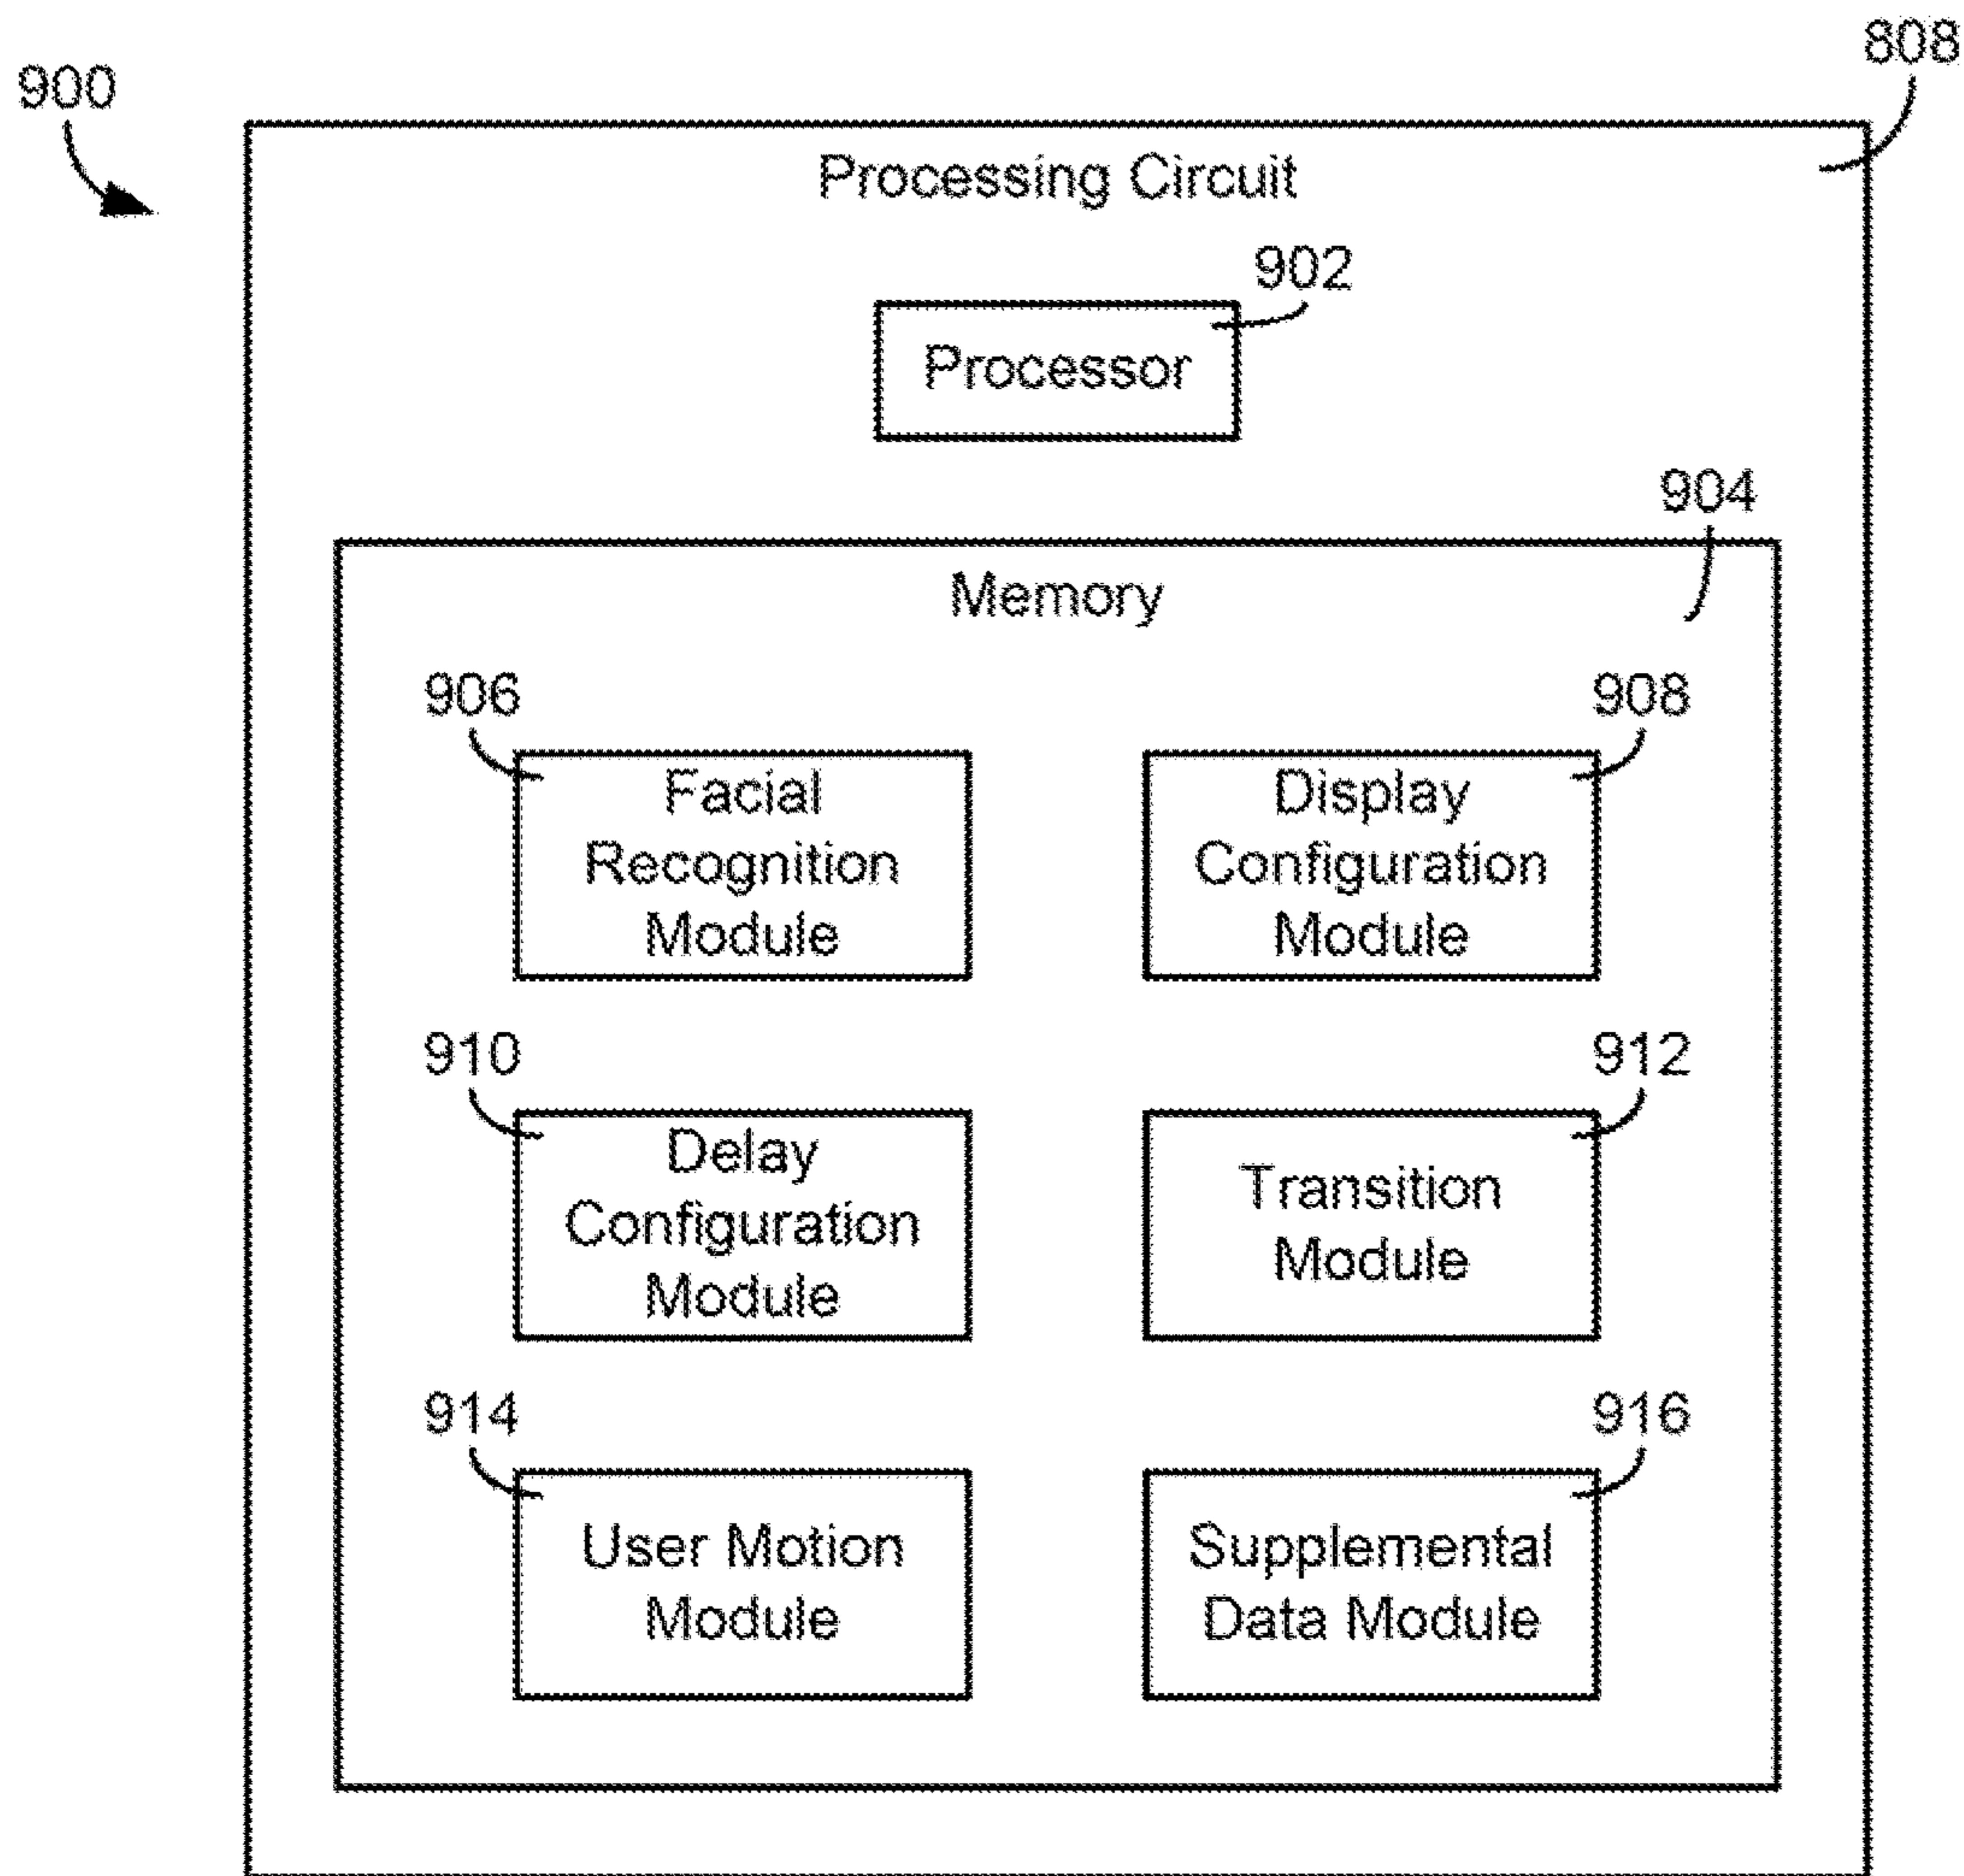 808
900
Processing Circuit
902
Processor
904
Memory
906
908
Facial
Recognition
Module
Display
Configuration
Module
910
912
Delay
Configuration
Module
Transition
Module
914
916
User Motion
Module
Supplemental
Data Module